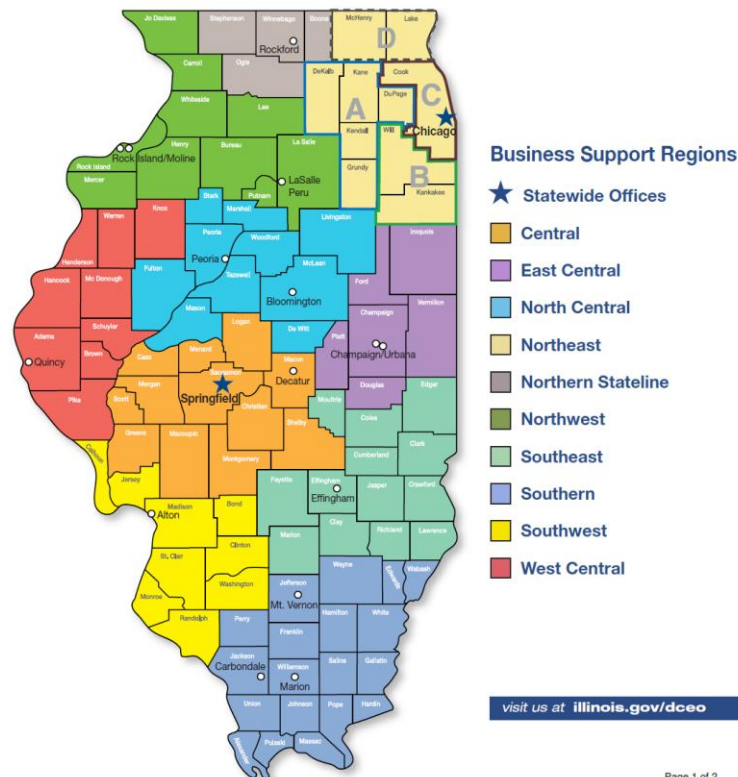 Jo Daviess
Stephenson
Winnebago
Boone
McHenry
Lake
Rockford
D
Carroll
Ogle
DeKalb
Kane
Cook
A
C
DuPage
Whiteside
Lee
Chicago
Kendall
Will
Rock Island
Rock Island/Moline
Henry
Bureau
La Salle
Grundy
B
Mercer
LaSalle
Peru
Putnam
Kankakee
Stark
Marshall
Livingston
Knox
Warren
Henderson
Peoria
Woodford
Iroquois
Peoria
Fulton
Tazewell
McLean
Ford
Hancock
Mc Donough
Bloomington
Mason
Champaign
Vermilion
Schuyler
Logan
De Witt
Piatt
Adams
Quincy
Brown
Cass
Menard
Macon
Champaign/Urbana
Sangamon
Decatur
Douglas
Edgar
Pike
Scott
Morgan
Springfield
Christian
Moultrie
Coles
Shelby
Greene
Macoupin
Cumberland
Clark
Calhoun
Montgomery
Jersey
Fayette
Effingham
Jasper
Crawford
Effingham
Madison
Bond
Alton
Clay
Richland
Lawrence
Clinton
Marion
St. Clair
Wayne
Edwards
Wabash
Washington
Jefferson
Monroe
Mt. Vernon
Randolph
Perry
Hamilton
White
Franklin
Jackson
Carbondale
Williamson
Saline
Gallatin
Marion
Union
Johnson
Pope
Hardin
Alexander
Pulaski
Massac
Business Support Regions
Statewide Offices
Central
East Central
North Central
Northeast
Northern Stateline
Northwest
Southeast
Southern
Southwest
West Central
visit us at illinois.gov/dceo
Page 1 of 2